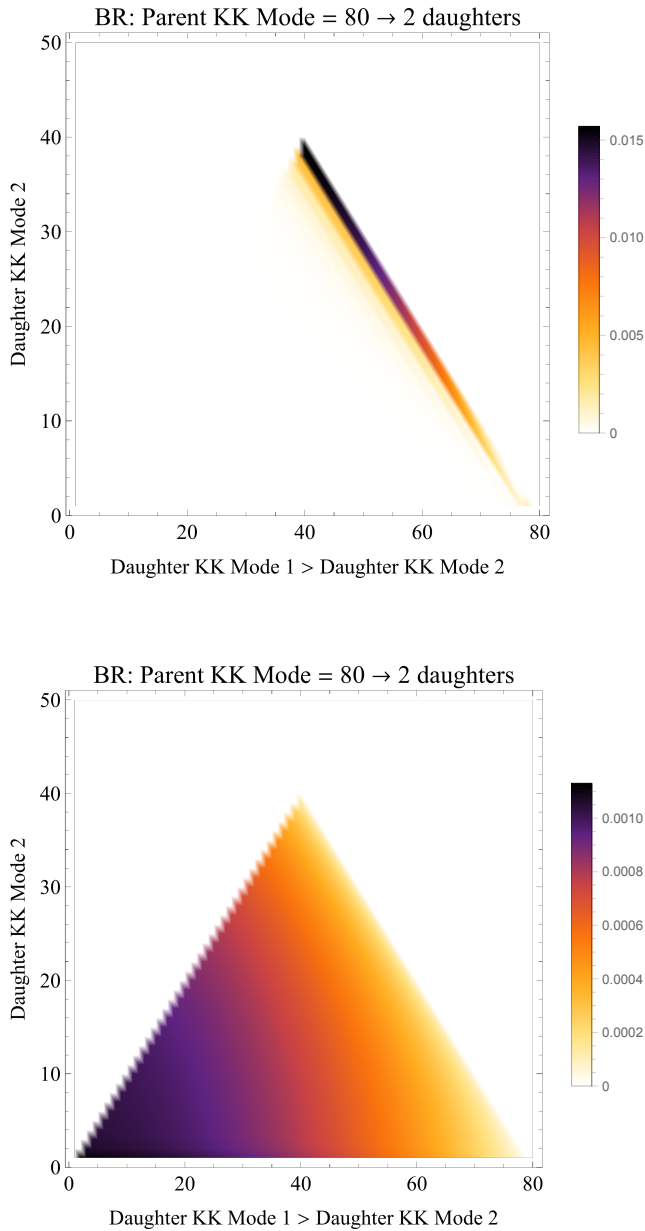 BR: Parent KK Mode = 80 → 2 daughters
50
40
30
20
10
0
Daughter KK Mode 2
0 20 40 60 80
Daughter KK Mode 1 > Daughter KK Mode 2
0.015
0.010
0.005
0
BR: Parent KK Mode = 80 → 2 daughters
50
40
30
20
10
0
Daughter KK Mode 2
0 20 40 60 80
Daughter KK Mode 1 > Daughter KK Mode 2
0.0010
0.0008
0.0006
0.0004
0.0002
0